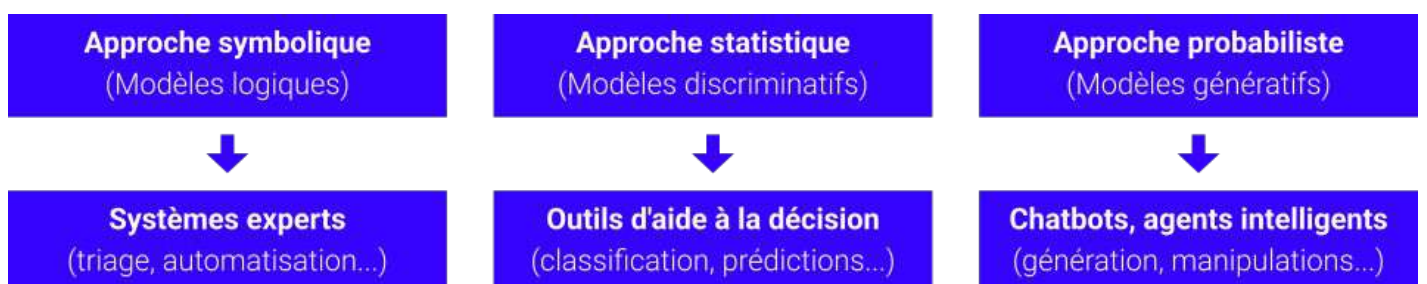 Approche symbolique
(Modèles logiques)
Approche statistique
(Modèles discriminatifs)
Approche probabiliste
(Modèles génératifs)
Systèmes experts
(triage, automatisation...)
Outils d'aide à la décision
(classification, prédictions...)
Chatbots, agents intelligents
(génération, manipulations...)